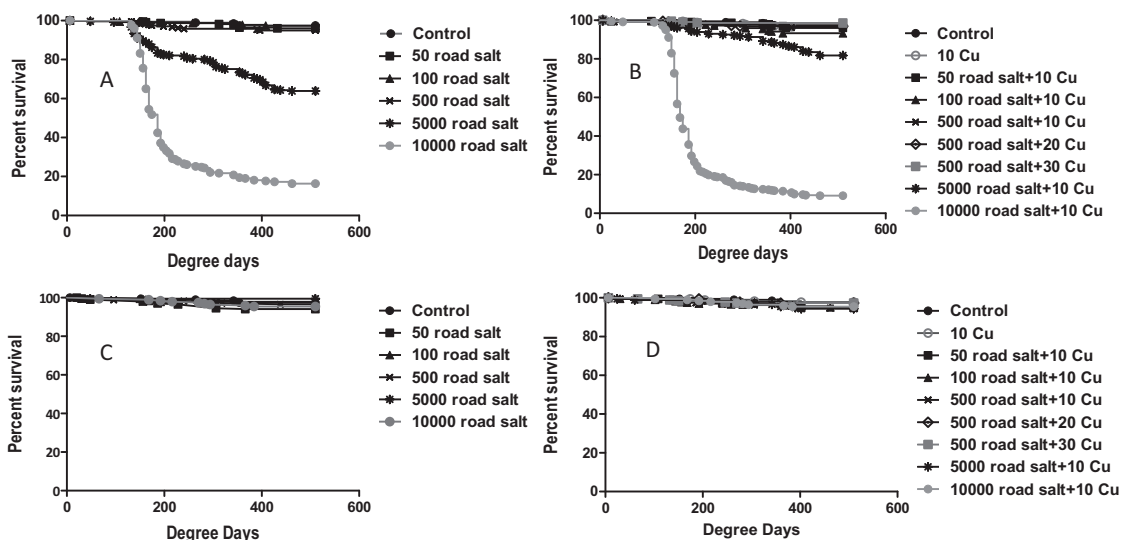 A
Percent survival
100
80
60
40
20
0
0 200 400 600
Degree days
Control
50 road salt
100 road salt
500 road salt
5000 road salt
10000 road salt
B
Percent survival
100
80
60
40
20
0
0 200 400 600
Degree days
Control
10 Cu
50 road salt+10 Cu
100 road salt+10 Cu
500 road salt+10 Cu
500 road salt+20 Cu
500 road salt+30 Cu
5000 road salt+10 Cu
10000 road salt+10 Cu
C
Percent survival
100
80
60
40
20
0
0 200 400 600
Degree Days
Control
50 road salt
100 road salt
500 road salt
5000 road salt
10000 road salt
D
Percent survival
100
80
60
40
20
0
0 200 400 600
Degree Days
Control
10 Cu
50 road salt+10 Cu
100 road salt+10 Cu
500 road salt+10 Cu
500 road salt+20 Cu
500 road salt+30 Cu
5000 road salt+10 Cu
10000 road salt+10 Cu